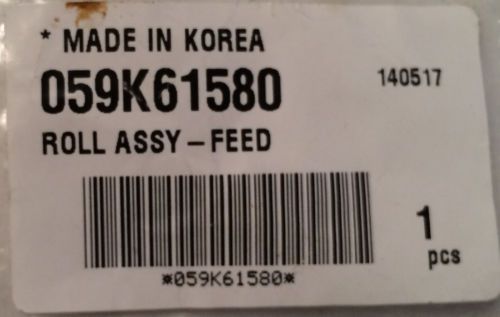 * MADE IN KOREA
059K61580 140517
ROLL ASSY – FEED
*059K61580*
1
pcs